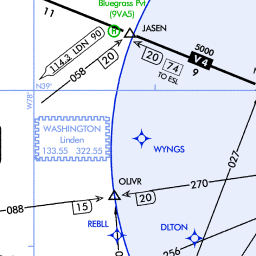 Bluegrass Pvt
(9VA5)
R
11
JASEN
114.3 LDN 90
20
058
20
74
TO ESL
5000
V4
9
N39°
W78°
WASHINGTON
Linden
133.55 322.55
WYNGS
027
OLIVR
270
088
15
20
REBLL
DLTON
256